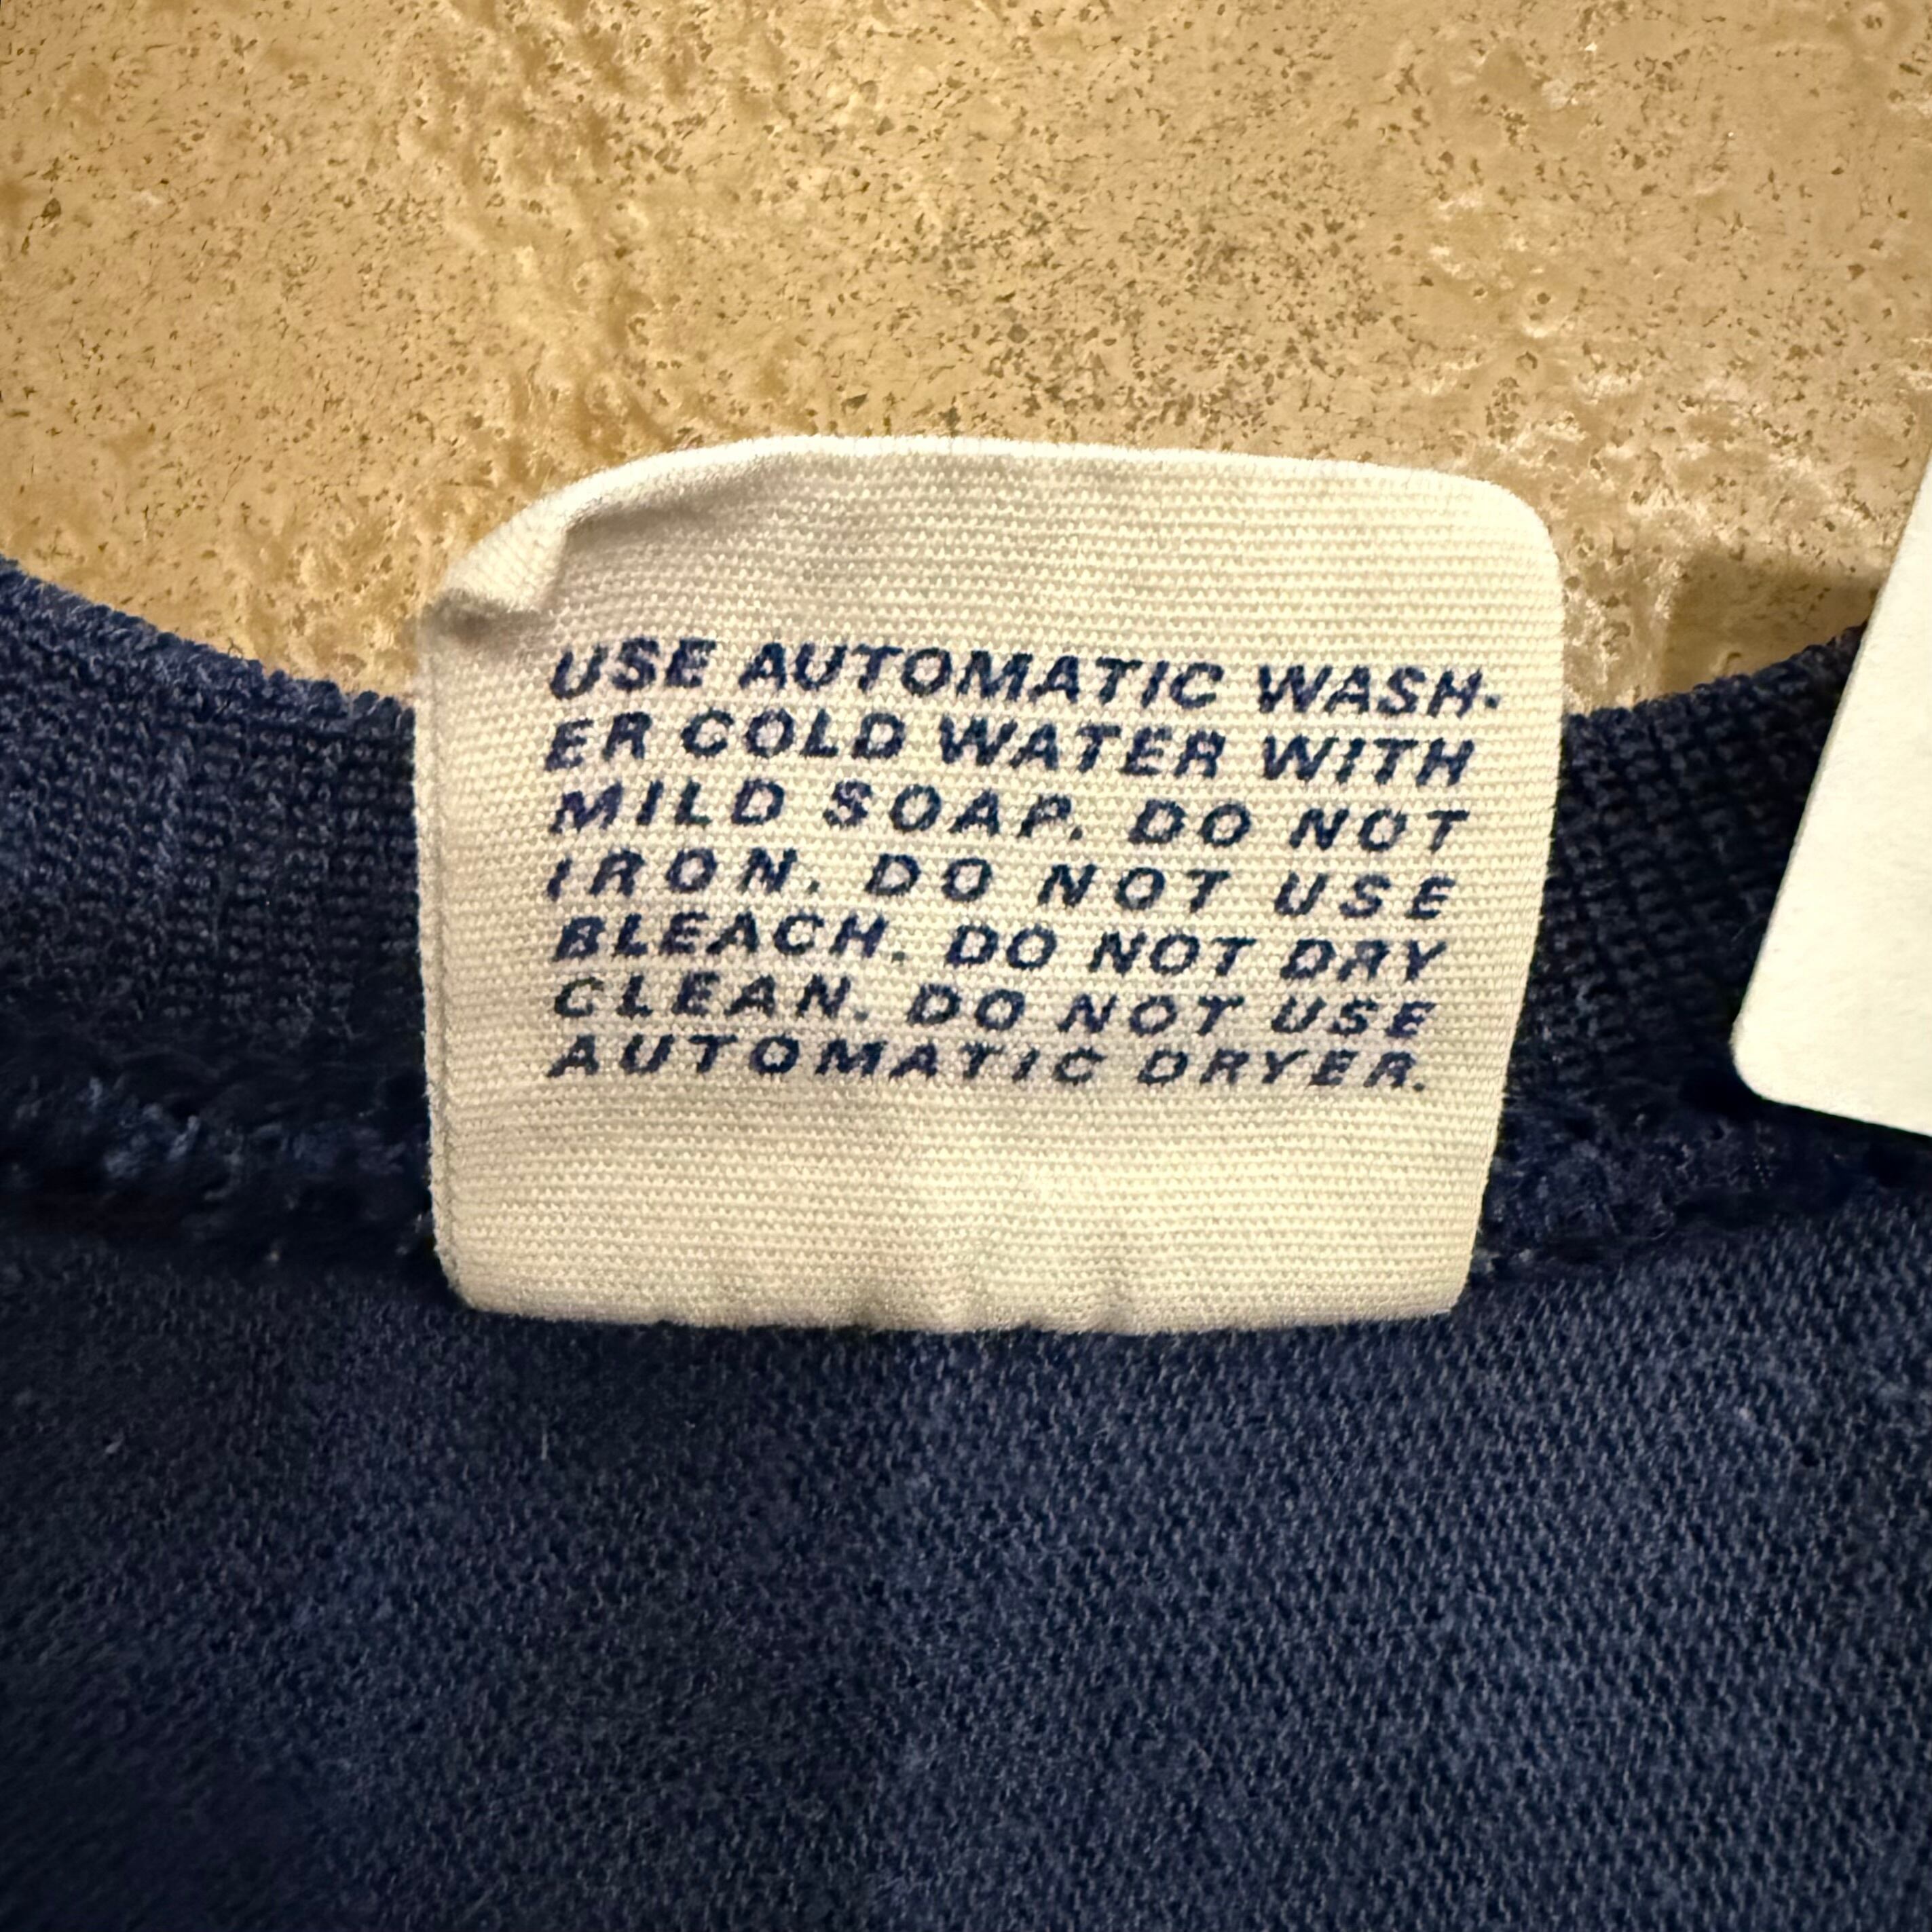 USE AUTOMATIC WASH-
ER COLD WATER WITH
MILD SOAP. DO NOT
IRON. DO NOT USE
BLEACH. DO NOT DRY
CLEAN. DO NOT USE
AUTOMATIC DRYER.